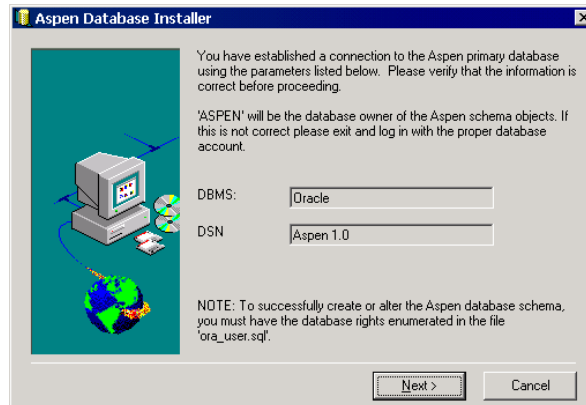 Aspen Database Installer
You have established a connection to the Aspen primary database
using the parameters listed below.  Please verify that the information is
correct before proceeding.
'ASPEN' will be the database owner of the Aspen schema objects. If
this is not correct please exit and log in with the proper database
account.
DBMS:
Oracle
DSN
Aspen 1.0
NOTE: To successfully create or alter the Aspen database schema,
you must have the database rights enumerated in the file
'ora_user.sql'.
Next >
Cancel